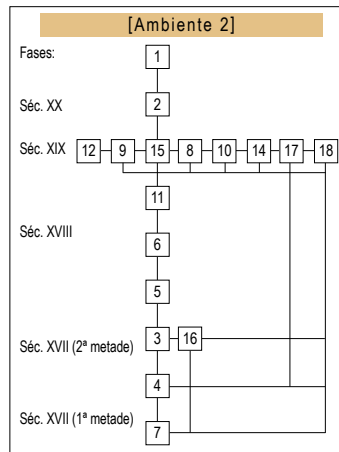 [Ambiente 2]
Fases:
1
Séc. XX
2
Séc. XIX
12 9 15 8 10 14 17 18
11
Séc. XVIII
6
5
3 16
Séc. XVII (2ª metade)
4
Séc. XVII (1ª metade)
7